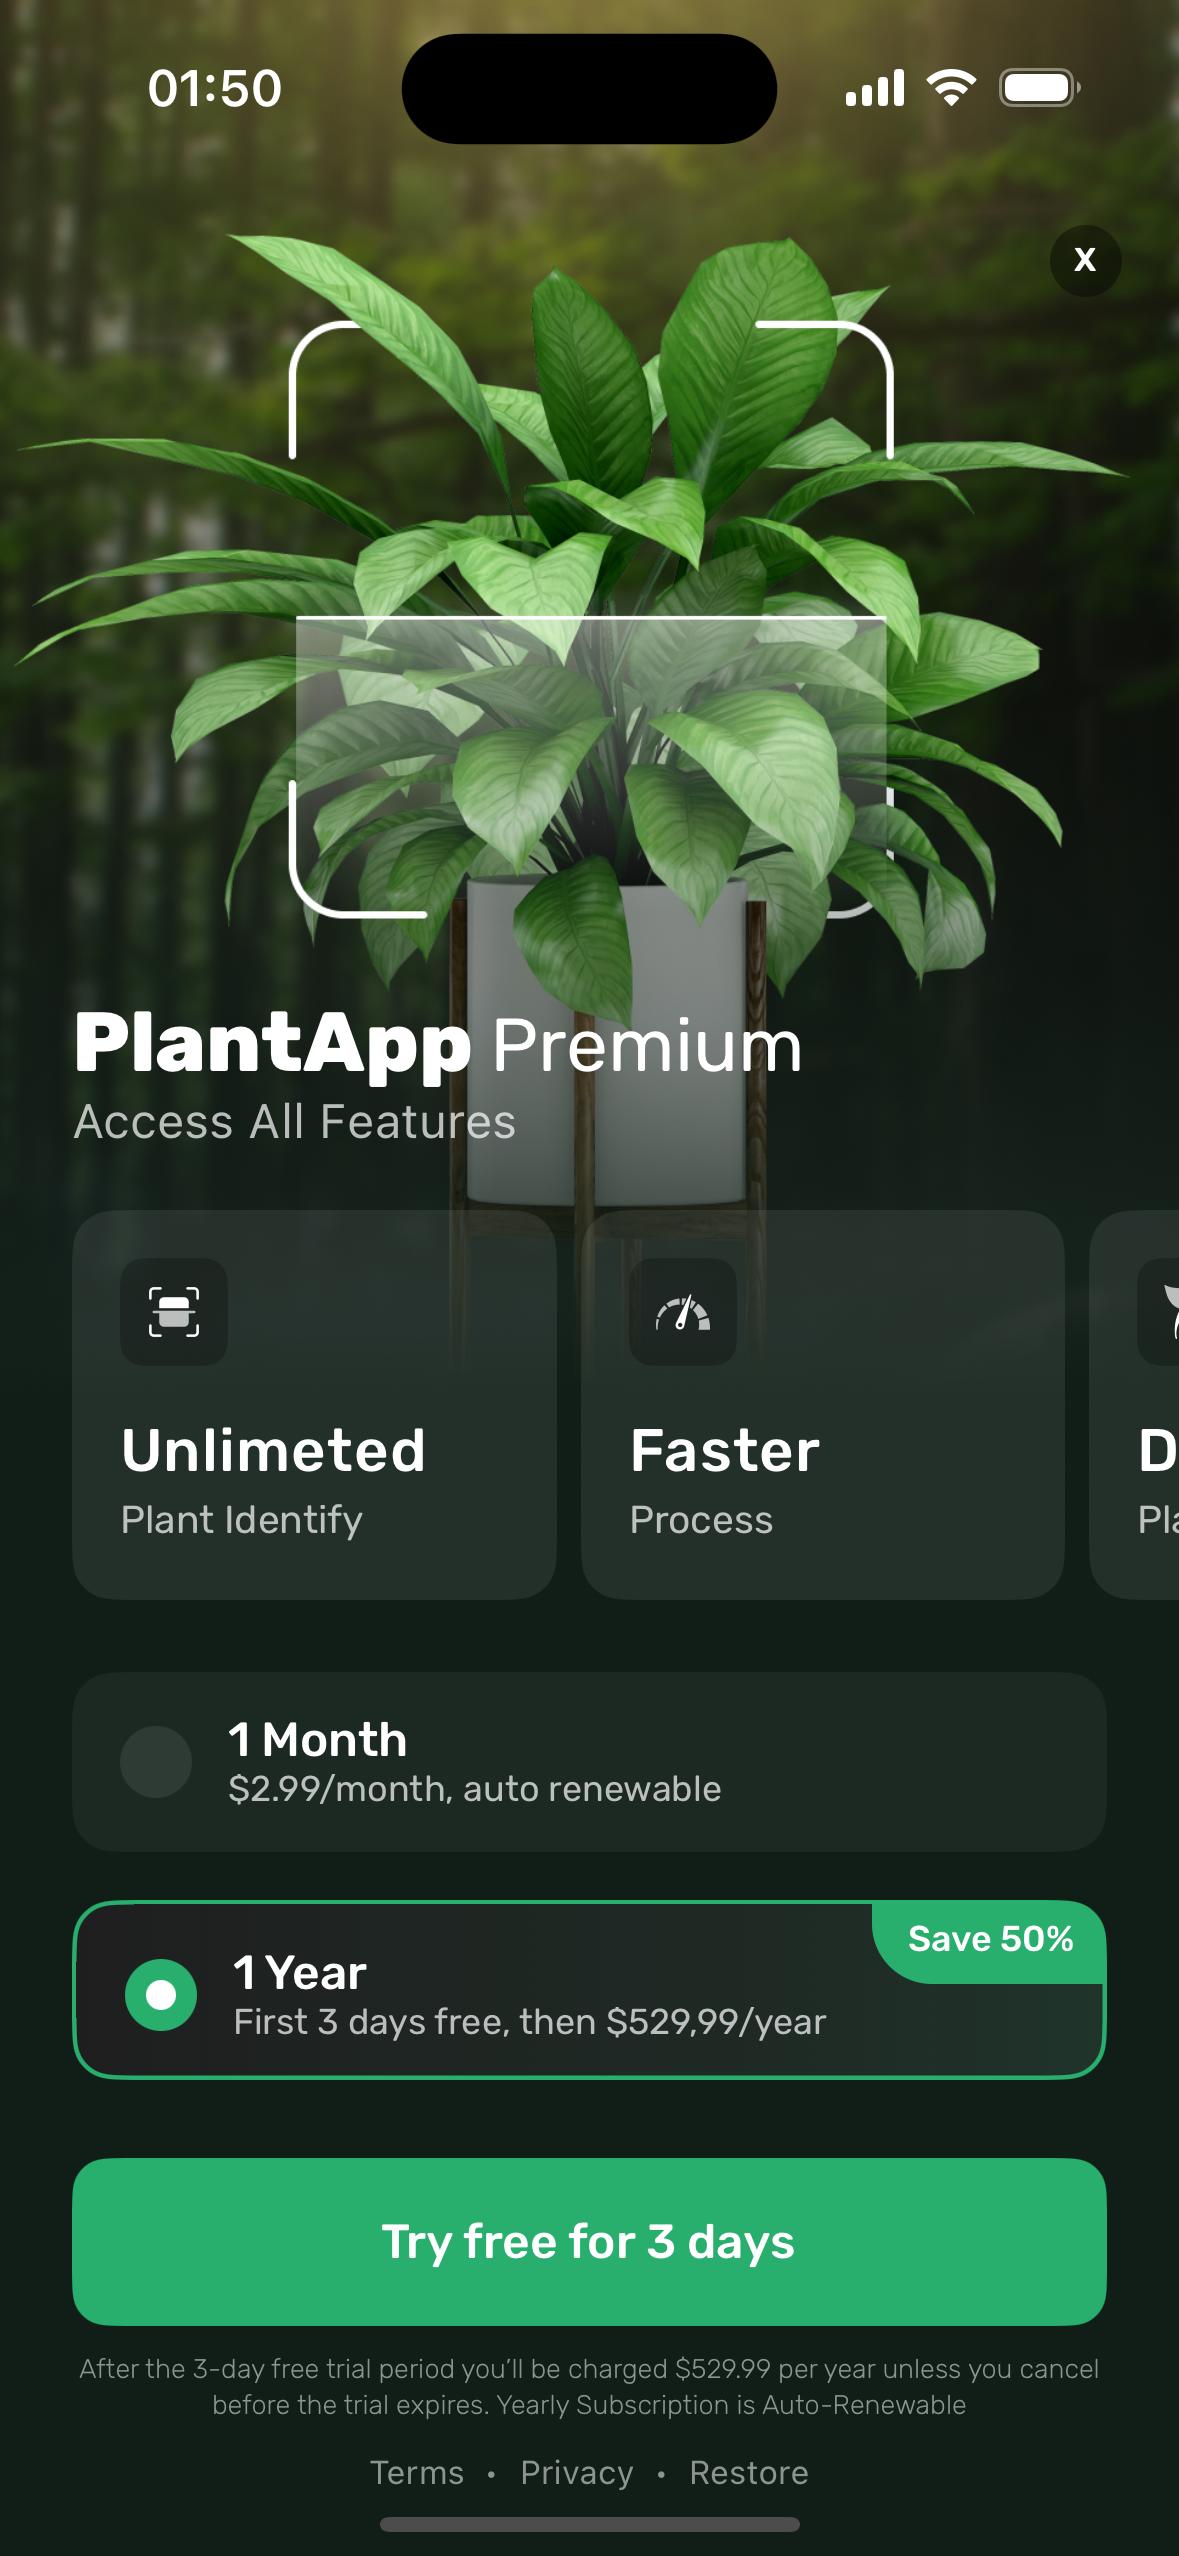 01:50
X
PlantApp Premium
Access All Features
Unlimeted
Plant Identify
Faster
Process
D
Pla
1 Month
$2.99/month, auto renewable
Save 50%
1 Year
First 3 days free, then $529,99/year
Try free for 3 days
After the 3-day free trial period you’ll be charged $529.99 per year unless you cancel
before the trial expires. Yearly Subscription is Auto-Renewable
Terms • Privacy • Restore